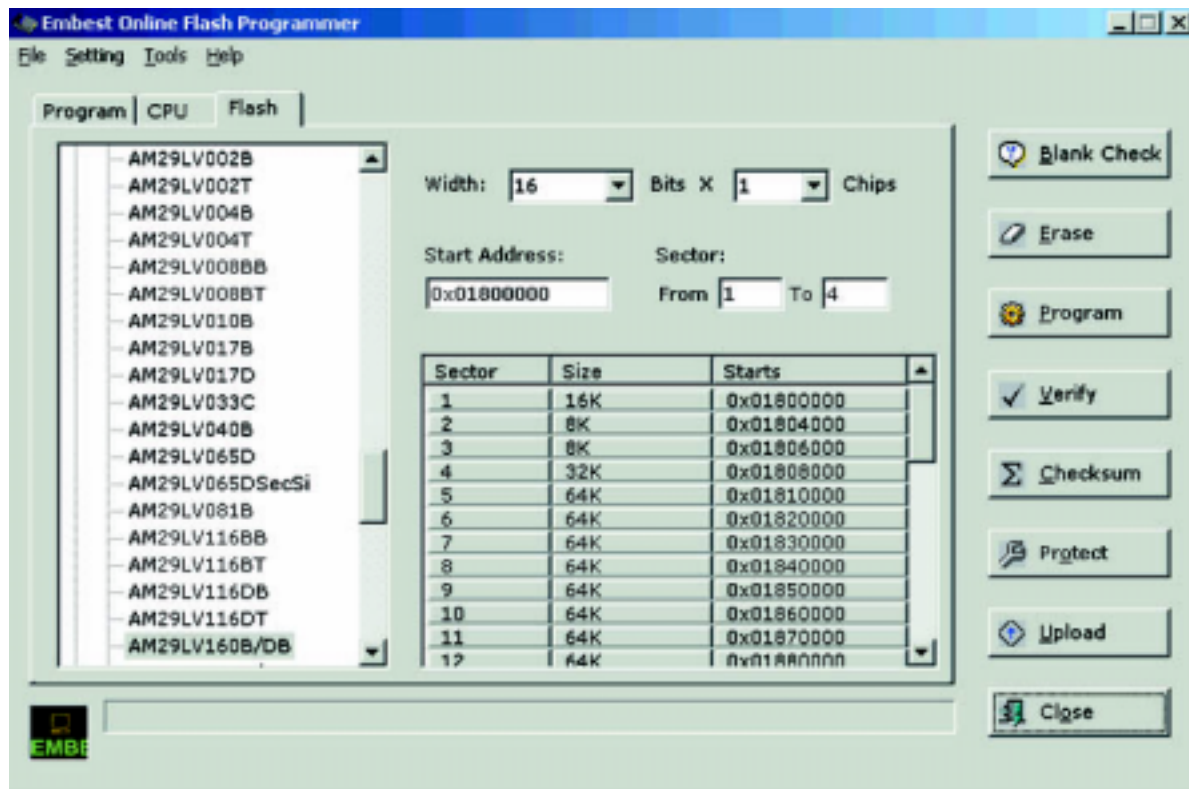 Embest Online Flash Programmer
File Setting Tools Help
Program CPU Flash
AM29LV002B
AM29LV002T
AM29LV004B
AM29LV004T
AM29LV008BB
AM29LV008BT
AM29LV010B
AM29LV017B
AM29LV017D
AM29LV033C
AM29LV040B
AM29LV065D
AM29LV065DSecSi
AM29LV081B
AM29LV116BB
AM29LV116BT
AM29LV116DB
AM29LV116DT
AM29LV160B/DB
Width: 16 Bits X 1 Chips
Start Address: Sector:
0x01800000 From 1 To 4
Sector Size Starts
1 16K 0x01800000
2 8K 0x01804000
3 8K 0x01806000
4 32K 0x01808000
5 64K 0x01810000
6 64K 0x01820000
7 64K 0x01830000
8 64K 0x01840000
9 64K 0x01850000
10 64K 0x01860000
11 64K 0x01870000
12 64K 0x01880000
Blank Check
Erase
Program
Verify
Checksum
Protect
Upload
Close
EMBE